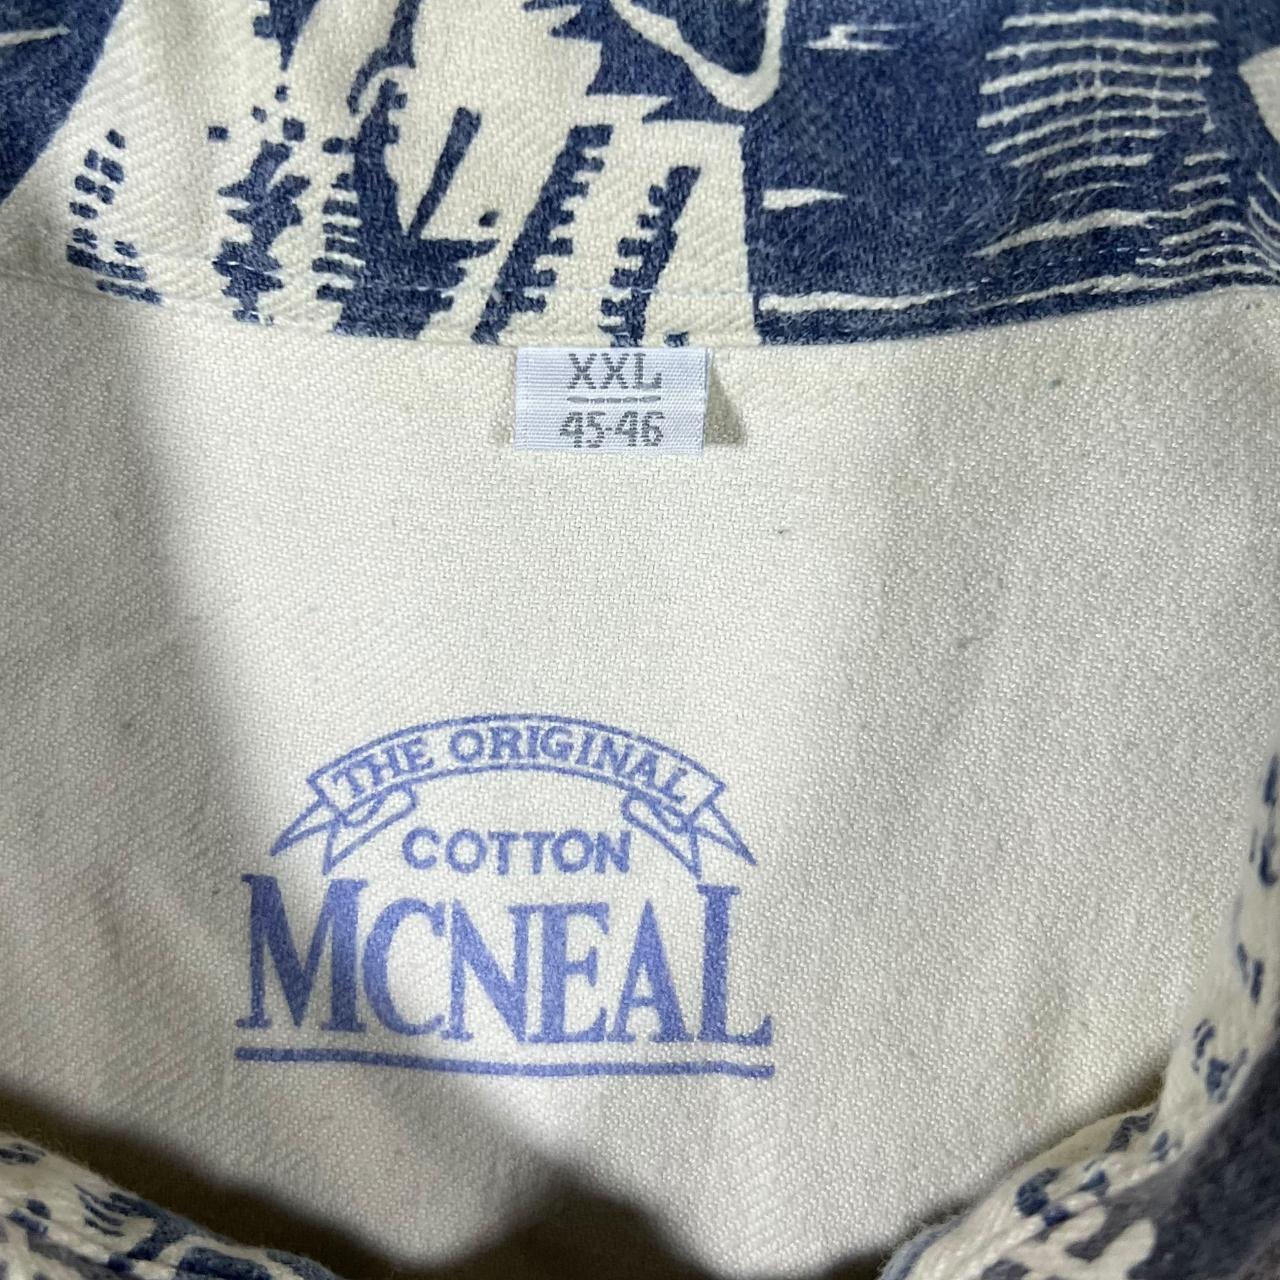 XXL
45-46
THE ORIGINAL
COTTON
MCNEAL